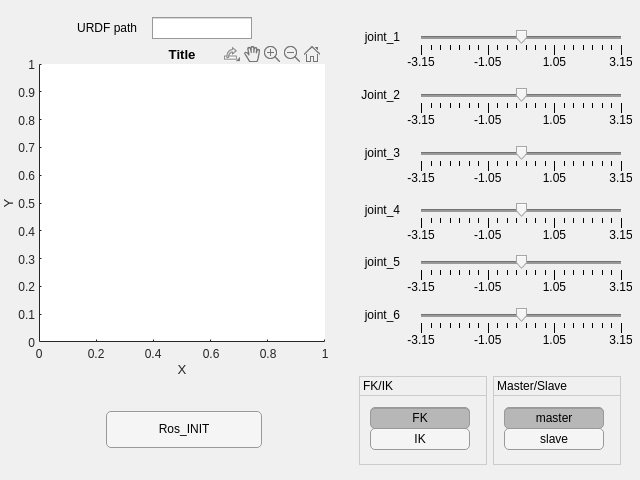 URDF path
Title
1
0.9
0.8
0.7
0.6
0.5
0.4
0.3
0.2
0.1
0
Y
0 0.2 0.4 0.6 0.8 1
X
Ros_INIT
joint_1
-3.15 -1.05 1.05 3.15
Joint_2
-3.15 -1.05 1.05 3.15
joint_3
-3.15 -1.05 1.05 3.15
joint_4
-3.15 -1.05 1.05 3.15
joint_5
-3.15 -1.05 1.05 3.15
joint_6
-3.15 -1.05 1.05 3.15
FK/IK
FK
IK
Master/Slave
master
slave